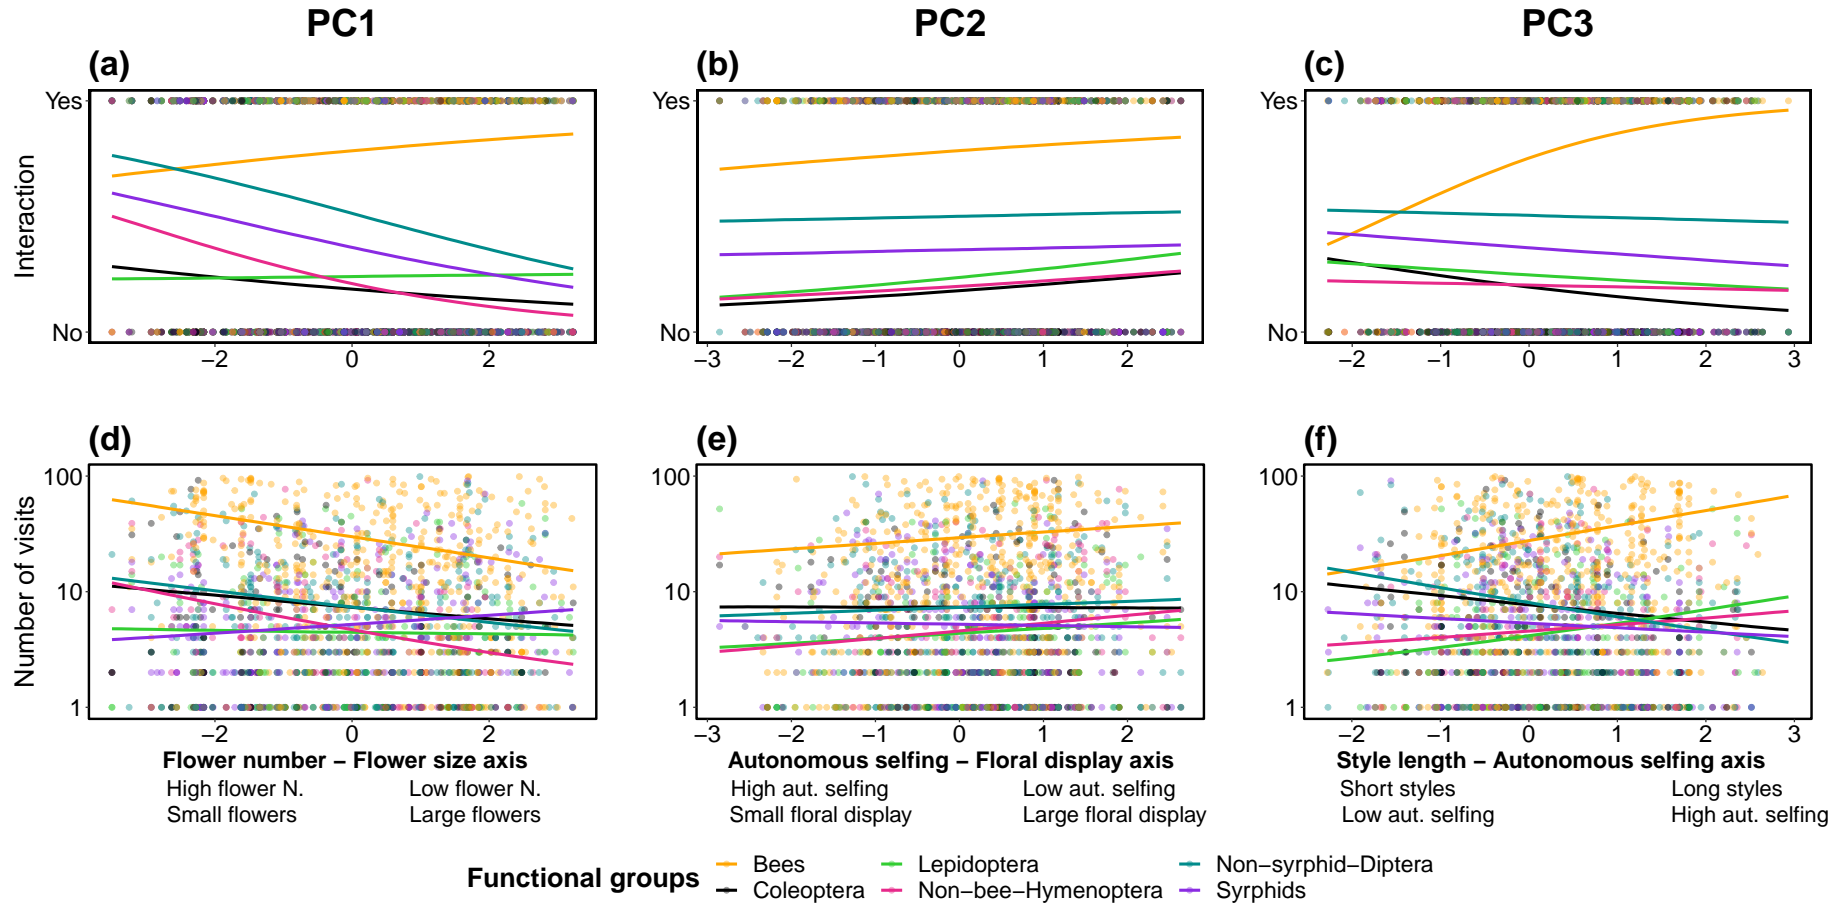 PC1 PC2 PC3
(a) (b) (c)
Interaction
Yes Yes Yes
No No No
−2 0 2 −3 −2 −1 0 1 2 −2 −1 0 1 2 3
(d) (e) (f)
Number of visits
100 100 100
10 10 10
1 1 1
−2 0 2 −3 −2 −1 0 1 2 −2 −1 0 1 2 3
Flower number − Flower size axis Autonomous selfing − Floral display axis Style length − Autonomous selfing axis
High flower N. Low flower N. High aut. selfing Low aut. selfing Short styles Long styles
Small flowers Large flowers Small floral display Large floral display Low aut. selfing High aut. selfing
Functional groups
Bees Lepidoptera Non−syrphid−Diptera
Coleoptera Non−bee−Hymenoptera Syrphids